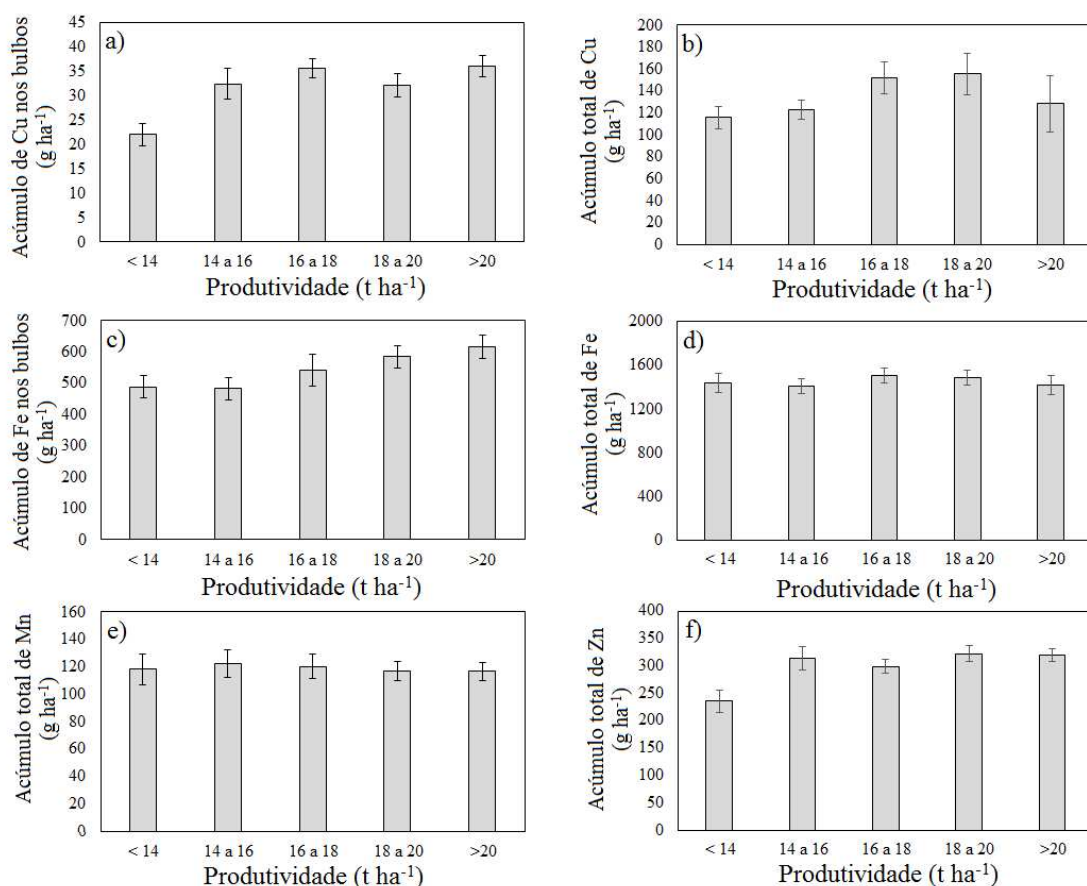 a)
Acúmulo de Cu nos bulbos
(g ha⁻¹)
45
40
35
30
25
20
15
10
5
0
< 14 14 a 16 16 a 18 18 a 20 >20
Produtividade (t ha⁻¹)
b)
Acúmulo total de Cu
(g ha⁻¹)
200
180
160
140
120
100
80
60
40
20
0
< 14 14 a 16 16 a 18 18 a 20 >20
Produtividade (t ha⁻¹)
c)
Acúmulo de Fe nos bulbos
(g ha⁻¹)
700
600
500
400
300
200
100
0
< 14 14 a 16 16 a 18 18 a 20 >20
Produtividade (t ha⁻¹)
d)
Acúmulo total de Fe
(g ha⁻¹)
2000
1600
1200
800
400
0
< 14 14 a 16 16 a 18 18 a 20 >20
Produtividade (t ha⁻¹)
e)
Acúmulo total de Mn
(g ha⁻¹)
160
140
120
100
80
60
40
20
0
< 14 14 a 16 16 a 18 18 a 20 >20
Produtividade (t ha⁻¹)
f)
Acúmulo total de Zn
(g ha⁻¹)
400
350
300
250
200
150
100
50
0
< 14 14 a 16 16 a 18 18 a 20 >20
Produtividade (t ha⁻¹)